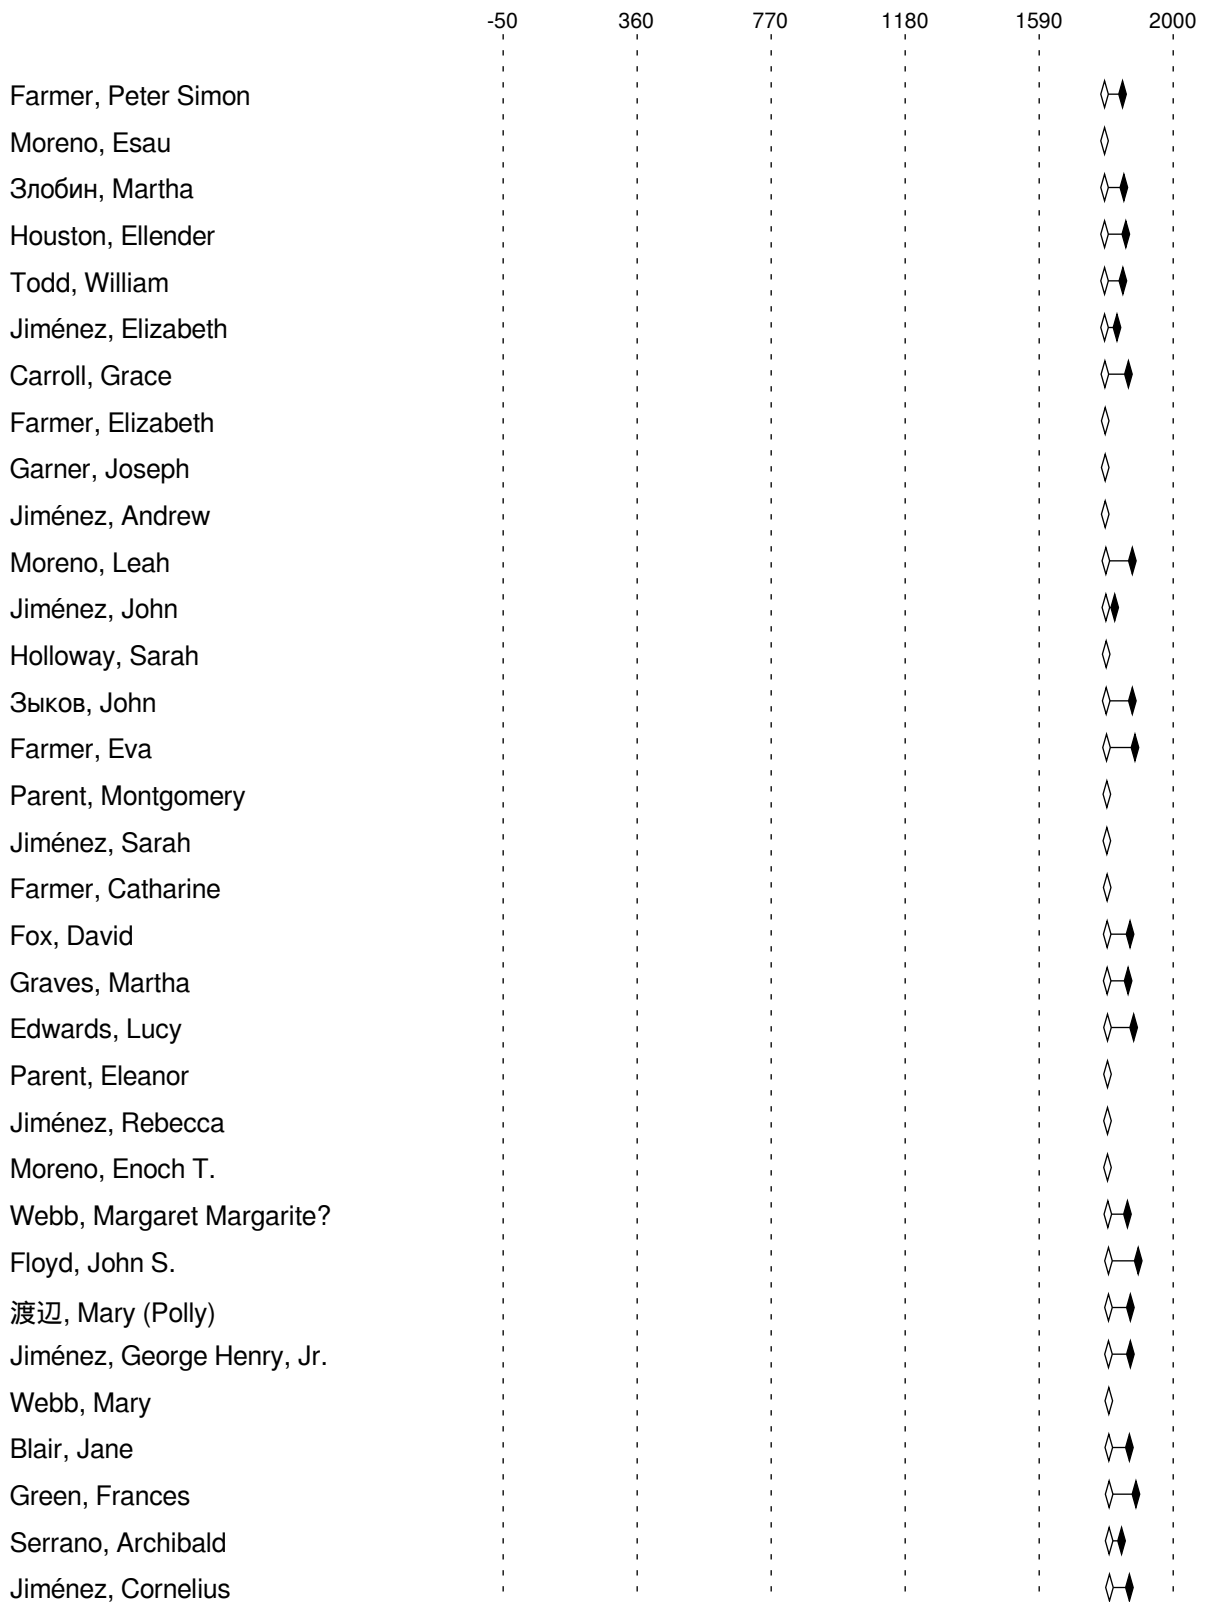 -50 360 770 1180 1590 2000
Farmer, Peter Simon
Moreno, Esau
Злобин, Martha
Houston, Ellender
Todd, William
Jiménez, Elizabeth
Carroll, Grace
Farmer, Elizabeth
Garner, Joseph
Jiménez, Andrew
Moreno, Leah
Jiménez, John
Holloway, Sarah
Зыков, John
Farmer, Eva
Parent, Montgomery
Jiménez, Sarah
Farmer, Catharine
Fox, David
Graves, Martha
Edwards, Lucy
Parent, Eleanor
Jiménez, Rebecca
Moreno, Enoch T.
Webb, Margaret Margarite?
Floyd, John S.
渡辺, Mary (Polly)
Jiménez, George Henry, Jr.
Webb, Mary
Blair, Jane
Green, Frances
Serrano, Archibald
Jiménez, Cornelius